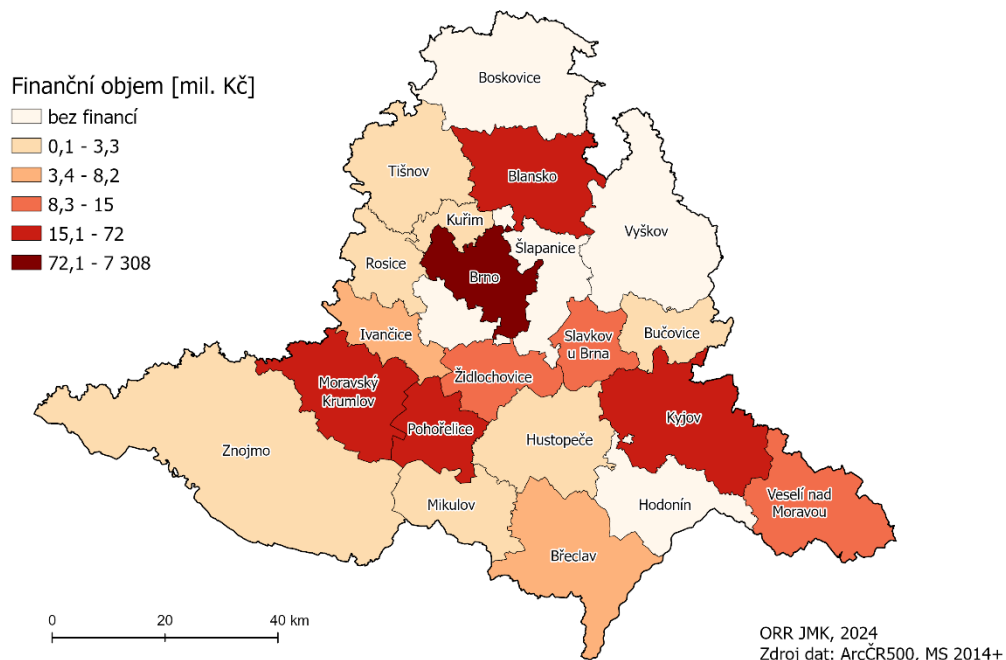 Finanční objem [mil. Kč]
bez financí
0,1 - 3,3
3,4 - 8,2
8,3 - 15
15,1 - 72
72,1 - 7 308
Boskovice
Tišnov
Blansko
Kuřim
Vyškov
Šlapanice
Rosice
Brno
Ivančice
Slavkov
u Brna
Bučovice
Židlochovice
Moravský
Krumlov
Pohořelice
Kyjov
Hustopeče
Znojmo
Mikulov
Hodonín
Veselí nad
Moravou
Břeclav
0 20 40 km
ORR JMK, 2024
Zdroj dat: ArcČR500, MS 2014+